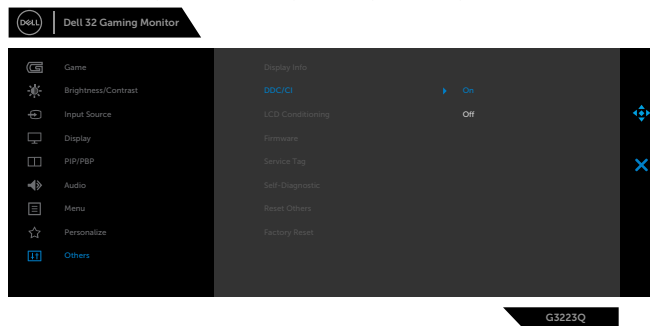 DELL
Dell 32 Gaming Monitor
Game
Brightness/Contrast
Input Source
Display
PIP/PBP
Audio
Menu
Personalize
Others
Display Info
DDC/CI
On
LCD Conditioning
Off
Firmware
Service Tag
Self-Diagnostic
Reset Others
Factory Reset
G3223Q